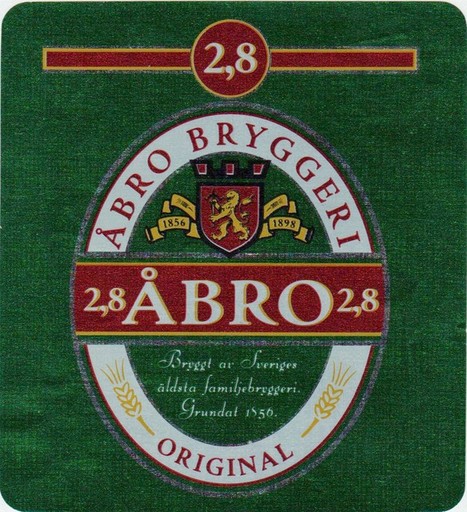 2,8
ÅBRO BRYGGERI
1856 1898
2,8 ÅBRO 2,8
Bryggt av Sveriges
äldsta familjebryggeri.
Grundat 1856.
ORIGINAL